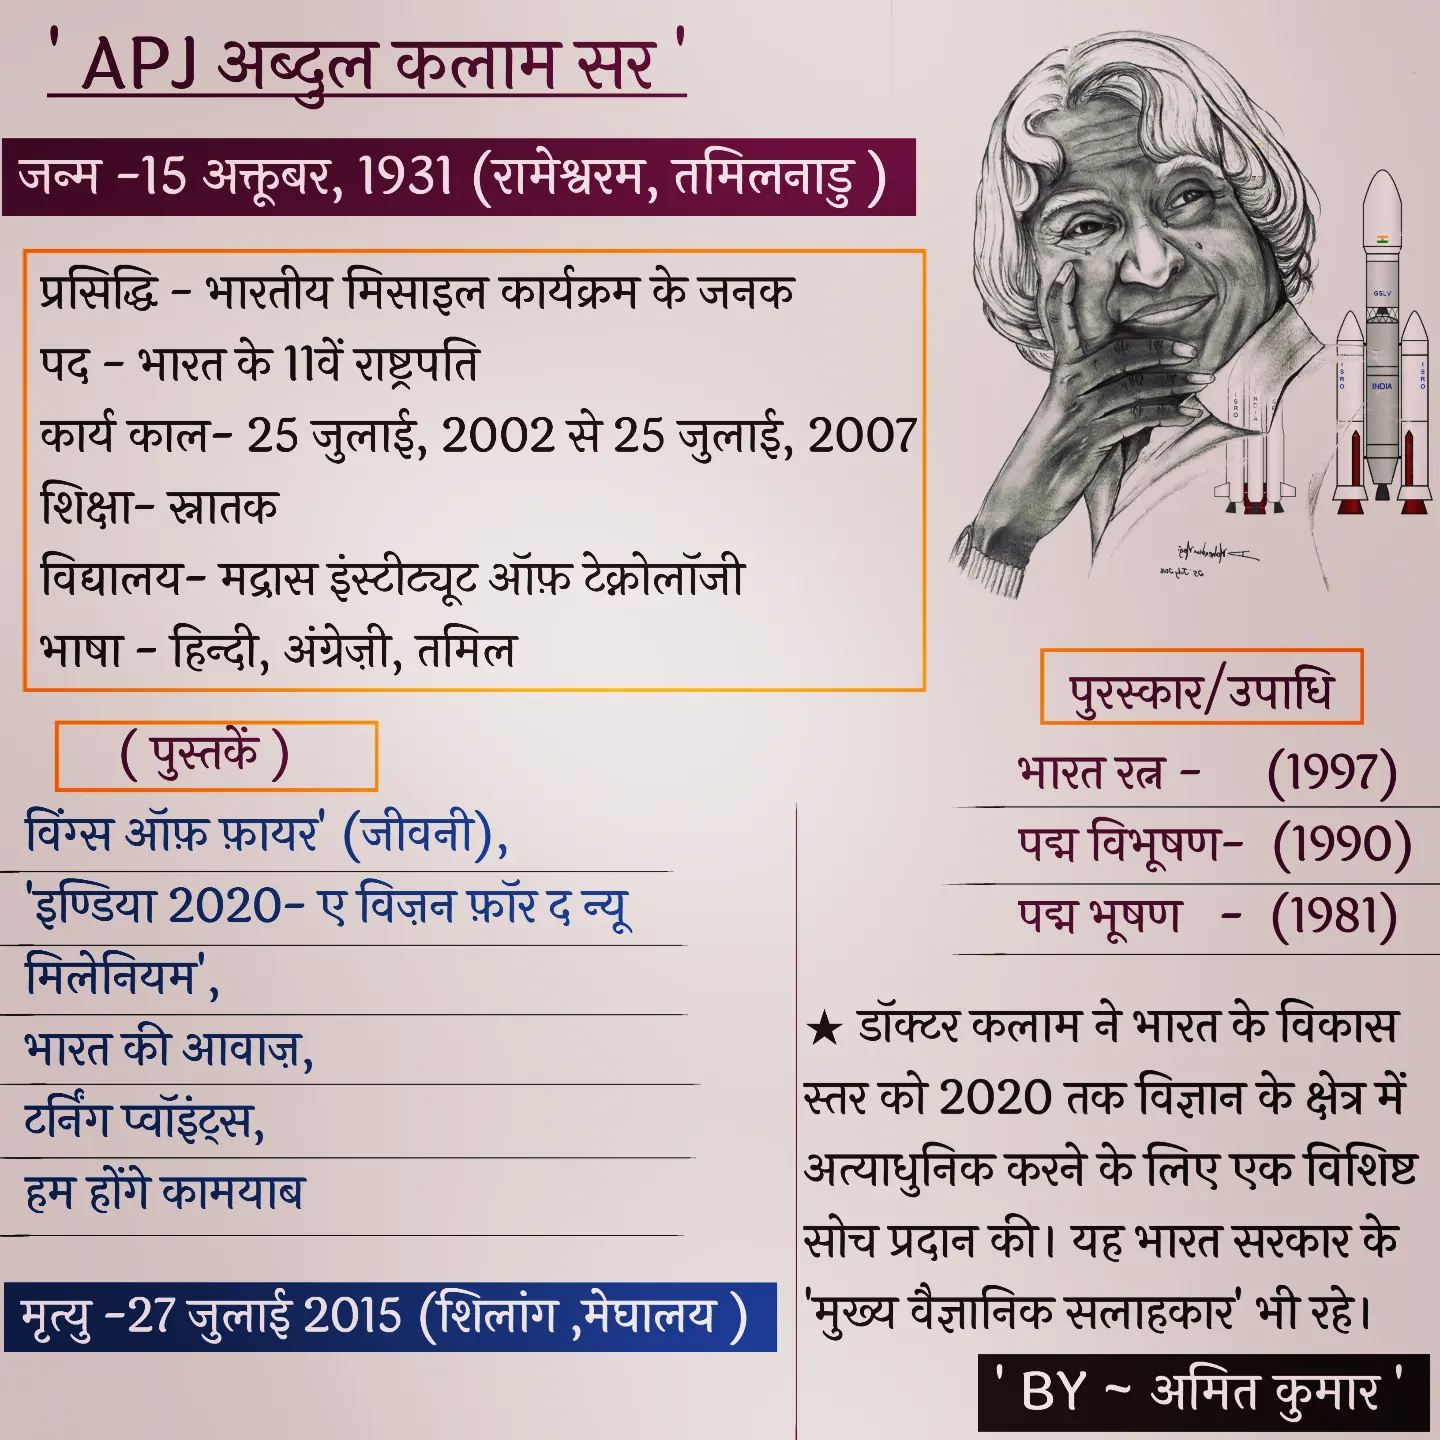 ' APJ अब्दुल कलाम सर '
जन्म -15 अक्तूबर, 1931 (रामेश्वरम, तमिलनाडु )
प्रसिद्धि - भारतीय मिसाइल कार्यक्रम के जनक
पद - भारत के 11वें राष्ट्रपति
कार्य काल- 25 जुलाई, 2002 से 25 जुलाई, 2007
शिक्षा- स्नातक
विद्यालय- मद्रास इंस्टीट्यूट ऑफ़ टेक्नोलॉजी
भाषा - हिन्दी, अंग्रेज़ी, तमिल
( पुस्तकें )
विंग्स ऑफ़ फ़ायर' (जीवनी),
'इण्डिया 2020- ए विज़न फ़ॉर द न्यू
मिलेनियम',
भारत की आवाज़,
टर्निंग प्वॉइंट्स,
हम होंगे कामयाब
मृत्यु -27 जुलाई 2015 (शिलांग ,मेघालय )
GSLV
ISRO
INDIA
ISRO
ISRO
INDIA
पुरस्कार/उपाधि
भारत रत्न - (1997)
पद्म विभूषण- (1990)
पद्म भूषण - (1981)
★ डॉक्टर कलाम ने भारत के विकास
स्तर को 2020 तक विज्ञान के क्षेत्र में
अत्याधुनिक करने के लिए एक विशिष्ट
सोच प्रदान की। यह भारत सरकार के
'मुख्य वैज्ञानिक सलाहकार' भी रहे।
' BY ~ अमित कुमार '